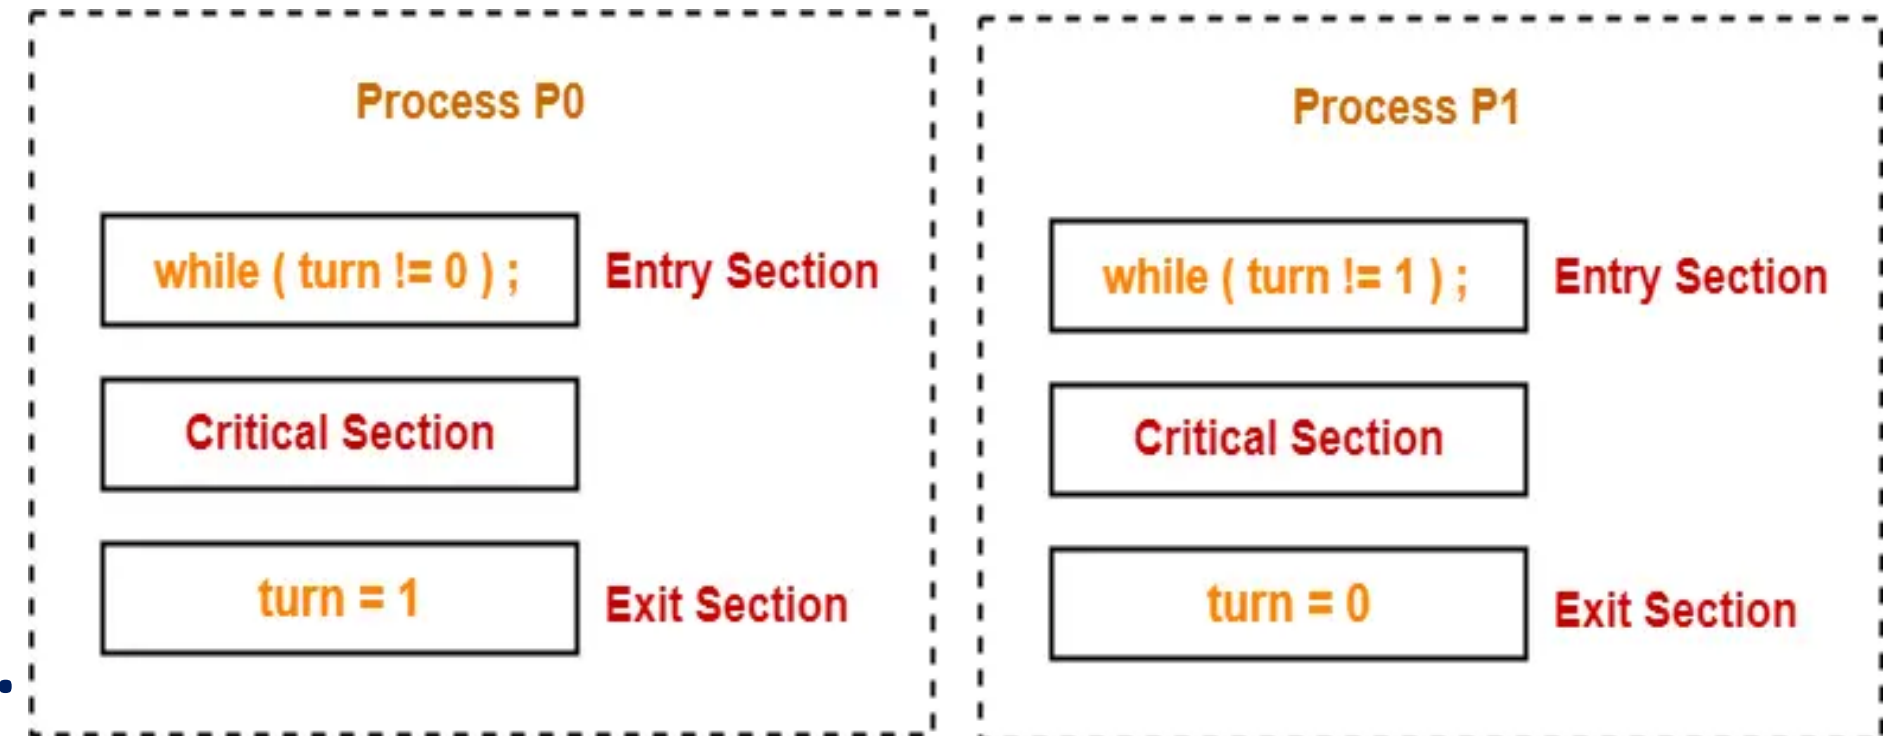 Process P0
while ( turn != 0 ) ;
Entry Section
Critical Section
turn = 1
Exit Section
Process P1
while ( turn != 1 ) ;
Entry Section
Critical Section
turn = 0
Exit Section